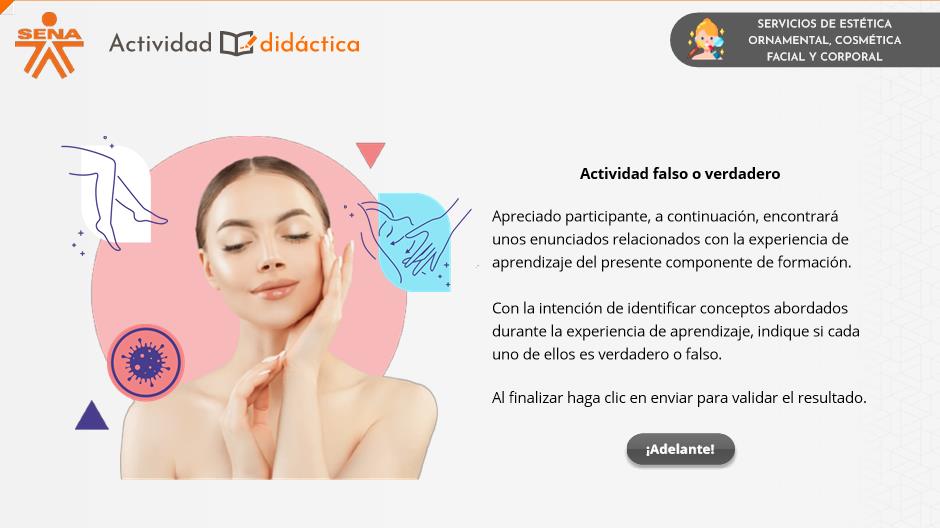 SENA
Actividad didáctica
SERVICIOS DE ESTÉTICA
ORNAMENTAL, COSMÉTICA
FACIAL Y CORPORAL
Actividad falso o verdadero
Apreciado participante, a continuación, encontrará
unos enunciados relacionados con la experiencia de
aprendizaje del presente componente de formación.
Con la intención de identificar conceptos abordados
durante la experiencia de aprendizaje, indique si cada
uno de ellos es verdadero o falso.
Al finalizar haga clic en enviar para validar el resultado.
¡Adelante!